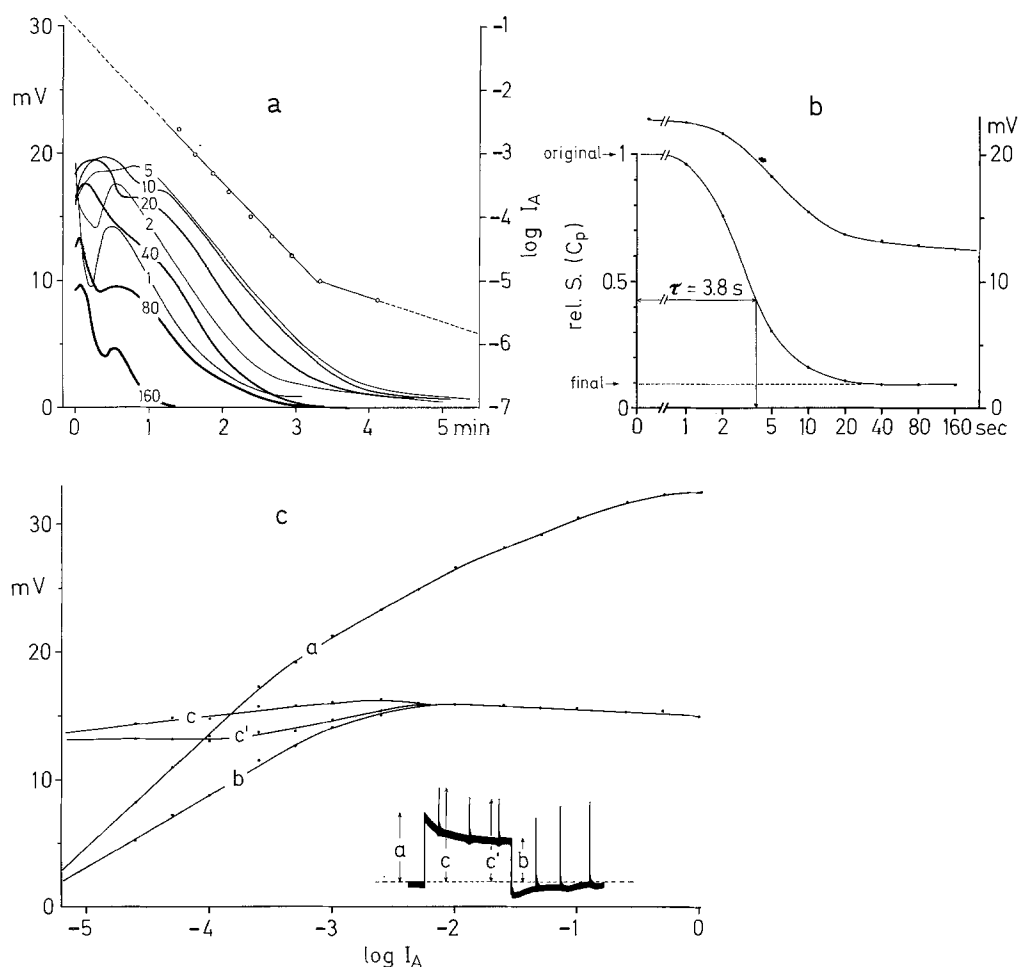 a
30
20
10
0
mV
-1
-2
-3
-4
-5
-6
-7
log I_A
5
10
20
2
40
1
80
160
0 1 2 3 4 5 min
b
mV
20
10
0
original→
1
0.5
final→
0
rel. S. (C_p)
τ = 3.8 s
0 1 2 5 10 20 40 80 160 sec
c
30
mV
20
10
0
a
c
c'
b
a
c
c'
b
-5 -4 -3 -2 -1 0
log I_A